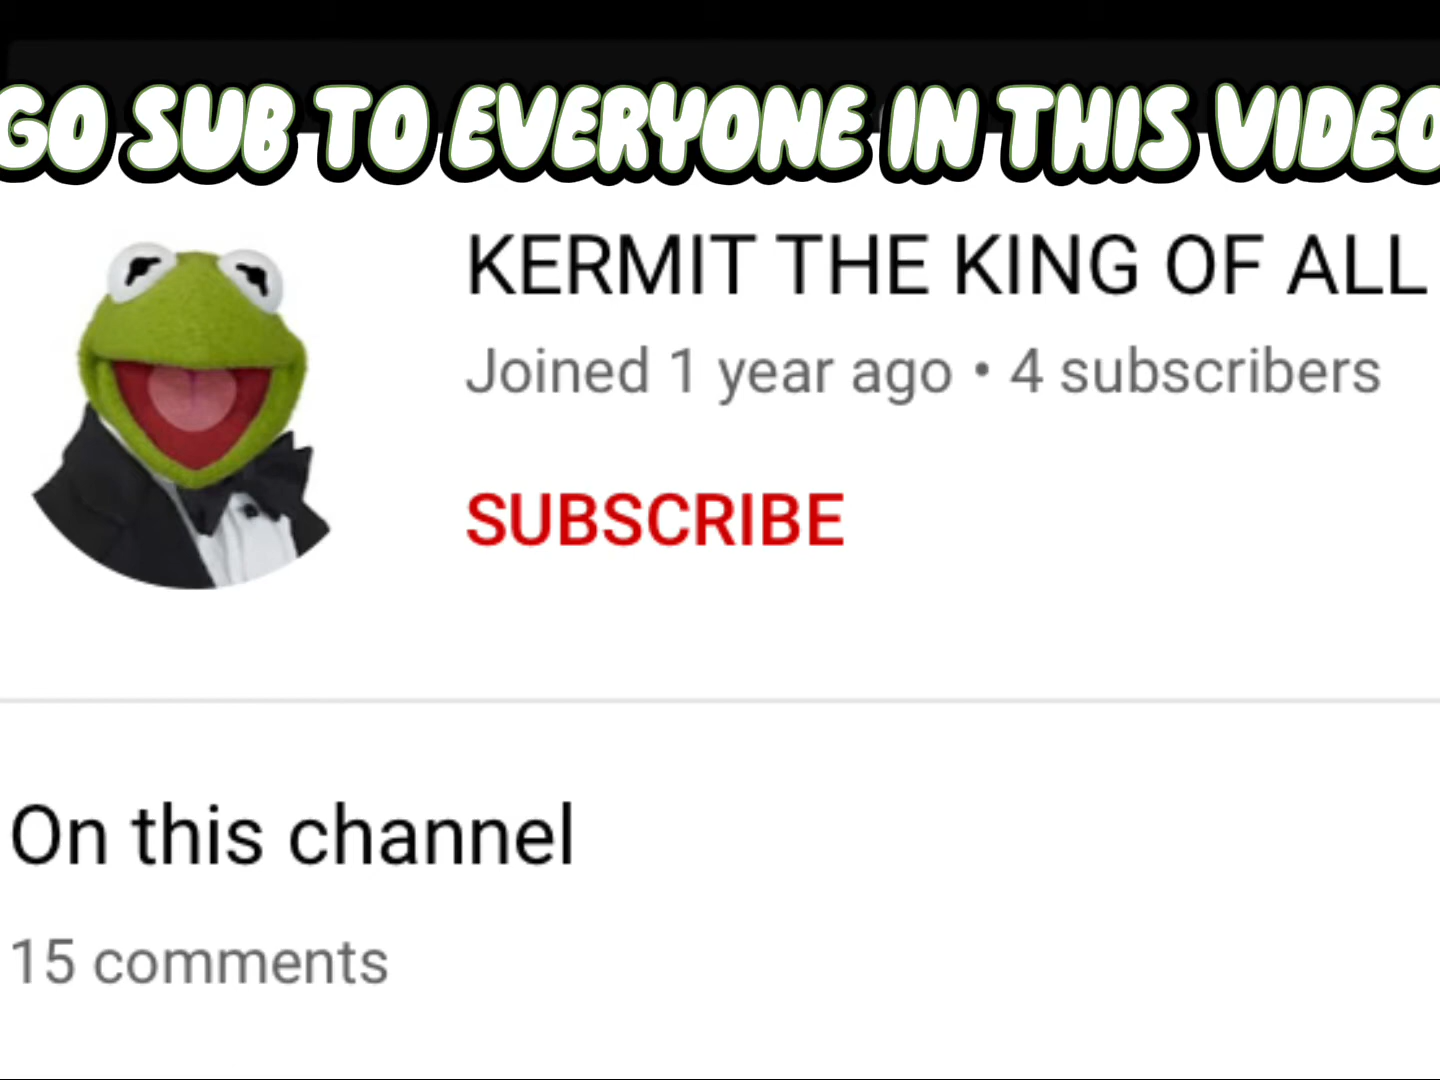 GO SUB TO EVERYONE IN THIS VIDEO
KERMIT THE KING OF ALL
Joined 1 year ago • 4 subscribers
SUBSCRIBE
On this channel
15 comments